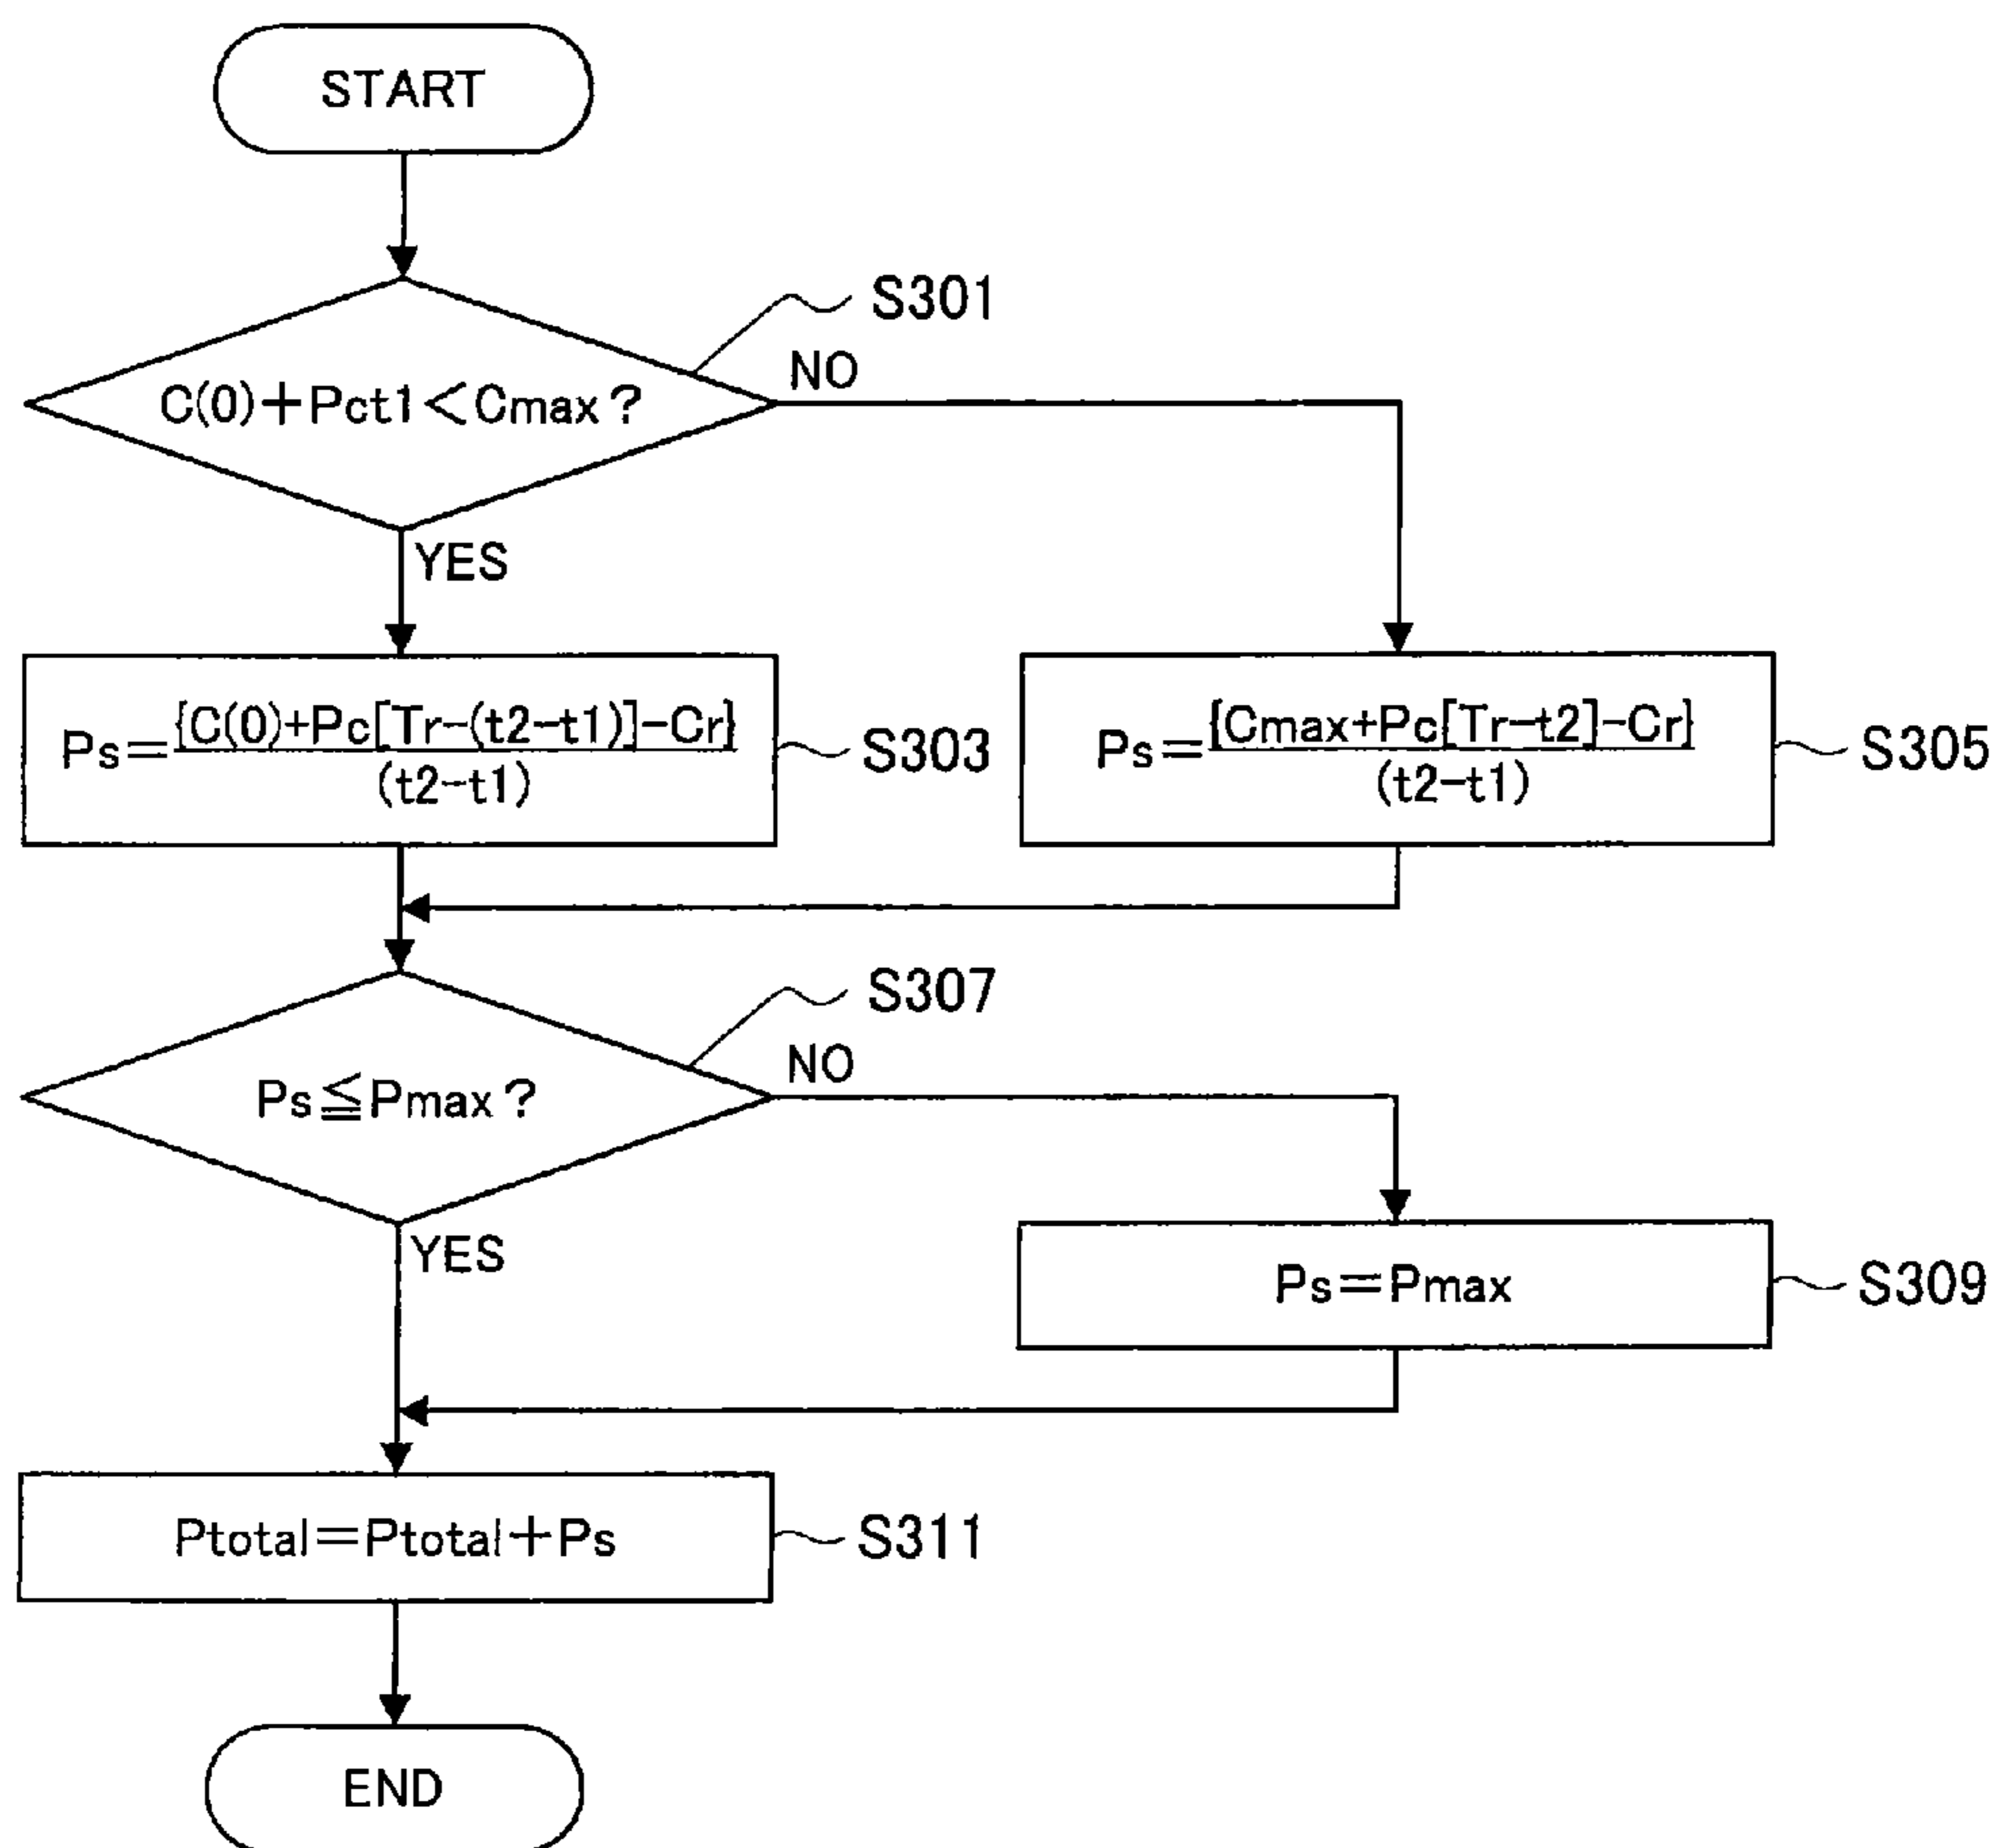 START
S301
C(0)+Pct1<Cmax?
NO
YES
Ps={C(0)+Pc[Tr-(t2-t1)]-Cr}
(t2-t1)
S303
Ps={Cmax+Pc[Tr-t2]-Cr}
(t2-t1)
S305
S307
Ps≦Pmax?
NO
YES
Ps=Pmax
S309
Ptotal=Ptotal+Ps
S311
END